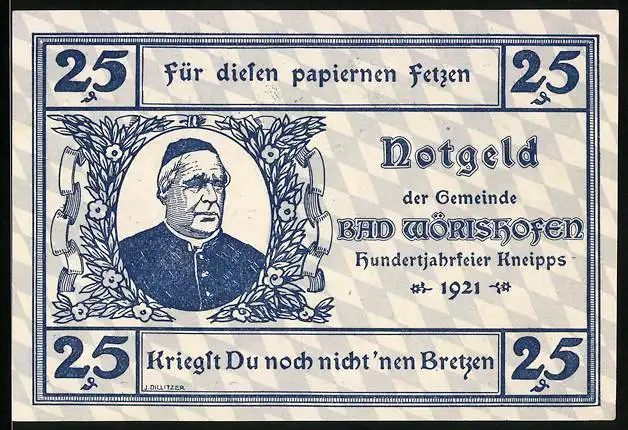 25 Für diesen papiernen Fetzen 25
Notgeld
der Gemeinde
BAD WÖRISHOFEN
Hundertjahrfeier Kneipps
1921
25 Kriegst Du noch nicht 'nen Bretzen 25
J. DILLITZER